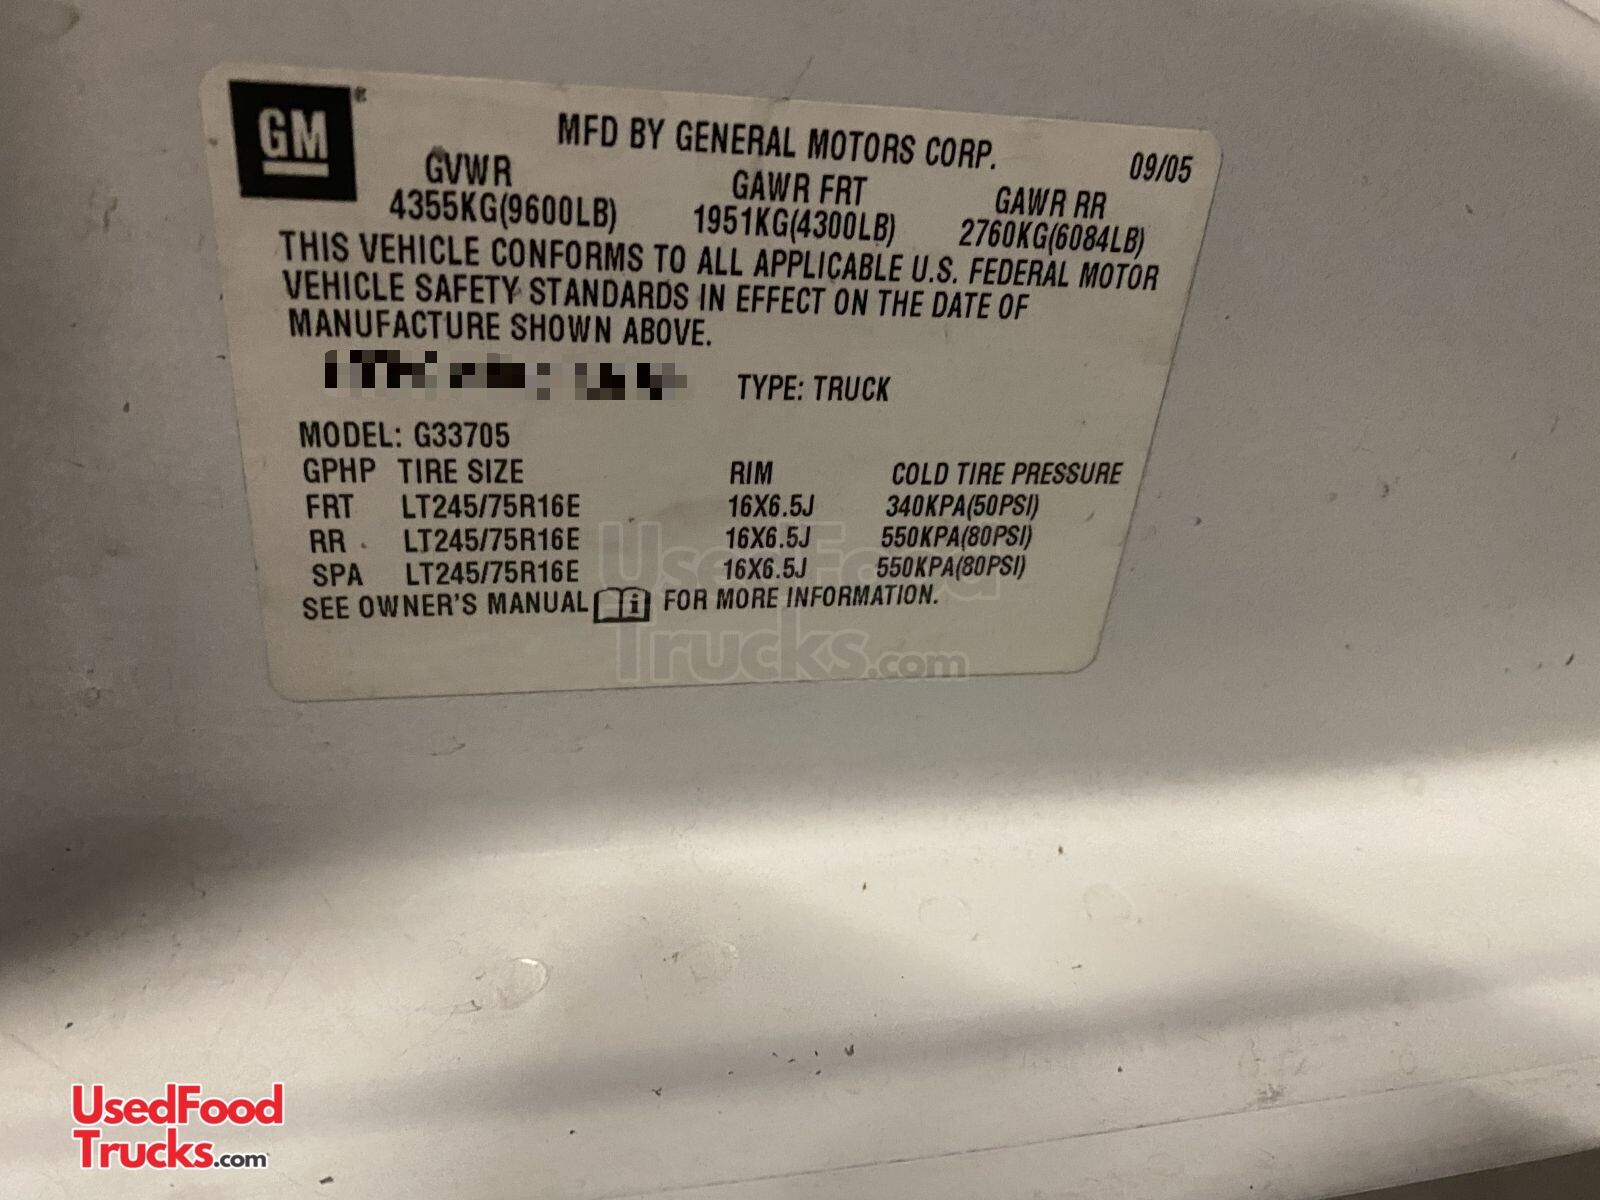 GM®
MFD BY GENERAL MOTORS CORP. 09/05
GVWR GAWR FRT GAWR RR
4355KG(9600LB) 1951KG(4300LB) 2760KG(6084LB)
THIS VEHICLE CONFORMS TO ALL APPLICABLE U.S. FEDERAL MOTOR
VEHICLE SAFETY STANDARDS IN EFFECT ON THE DATE OF
MANUFACTURE SHOWN ABOVE.
TYPE: TRUCK
MODEL: G33705
GPHP TIRE SIZE RIM COLD TIRE PRESSURE
FRT LT245/75R16E 16X6.5J 340KPA(50PSI)
RR LT245/75R16E 16X6.5J 550KPA(80PSI)
SPA LT245/75R16E 16X6.5J 550KPA(80PSI)
SEE OWNER'S MANUAL i FOR MORE INFORMATION.
UsedFood
Trucks.com
UsedFood
Trucks.com